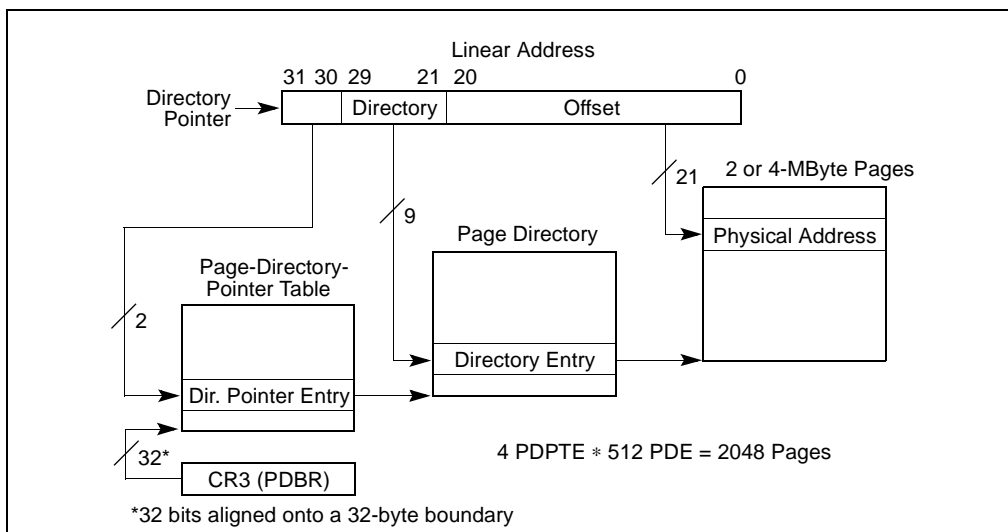 Linear Address
31 30 29 21 20 0
Directory
Pointer
Directory
Offset
2 or 4-MByte Pages
21
9
Physical Address
Page Directory
Page-Directory-
Pointer Table
2
Directory Entry
Dir. Pointer Entry
32*
4 PDPTE * 512 PDE = 2048 Pages
CR3 (PDBR)
*32 bits aligned onto a 32-byte boundary